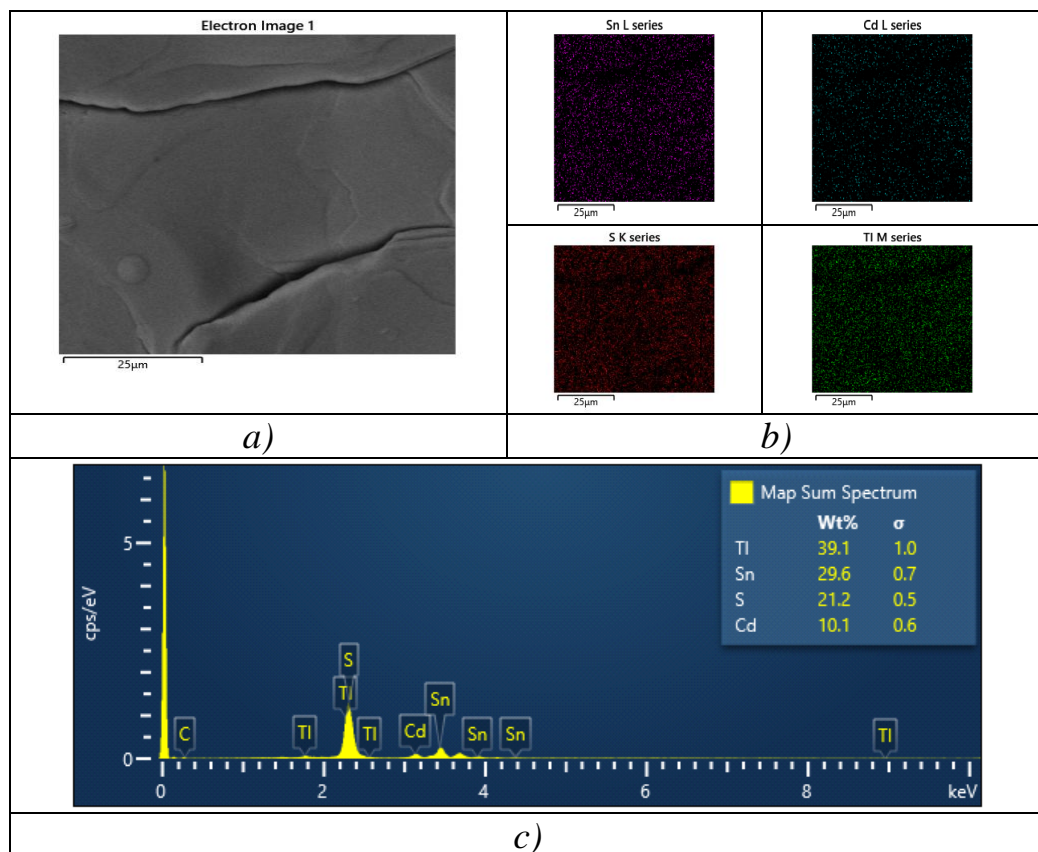 Electron Image 1
25μm
Sn L series
25μm
Cd L series
25μm
S K series
25μm
Tl M series
25μm
a)
b)
cps/eV
5
0
S
Tl
C
Tl
Tl
Cd
Sn
Sn
Sn
Tl
0
2
4
6
8
keV
Map Sum Spectrum
Wt% σ
Tl 39.1 1.0
Sn 29.6 0.7
S 21.2 0.5
Cd 10.1 0.6
c)